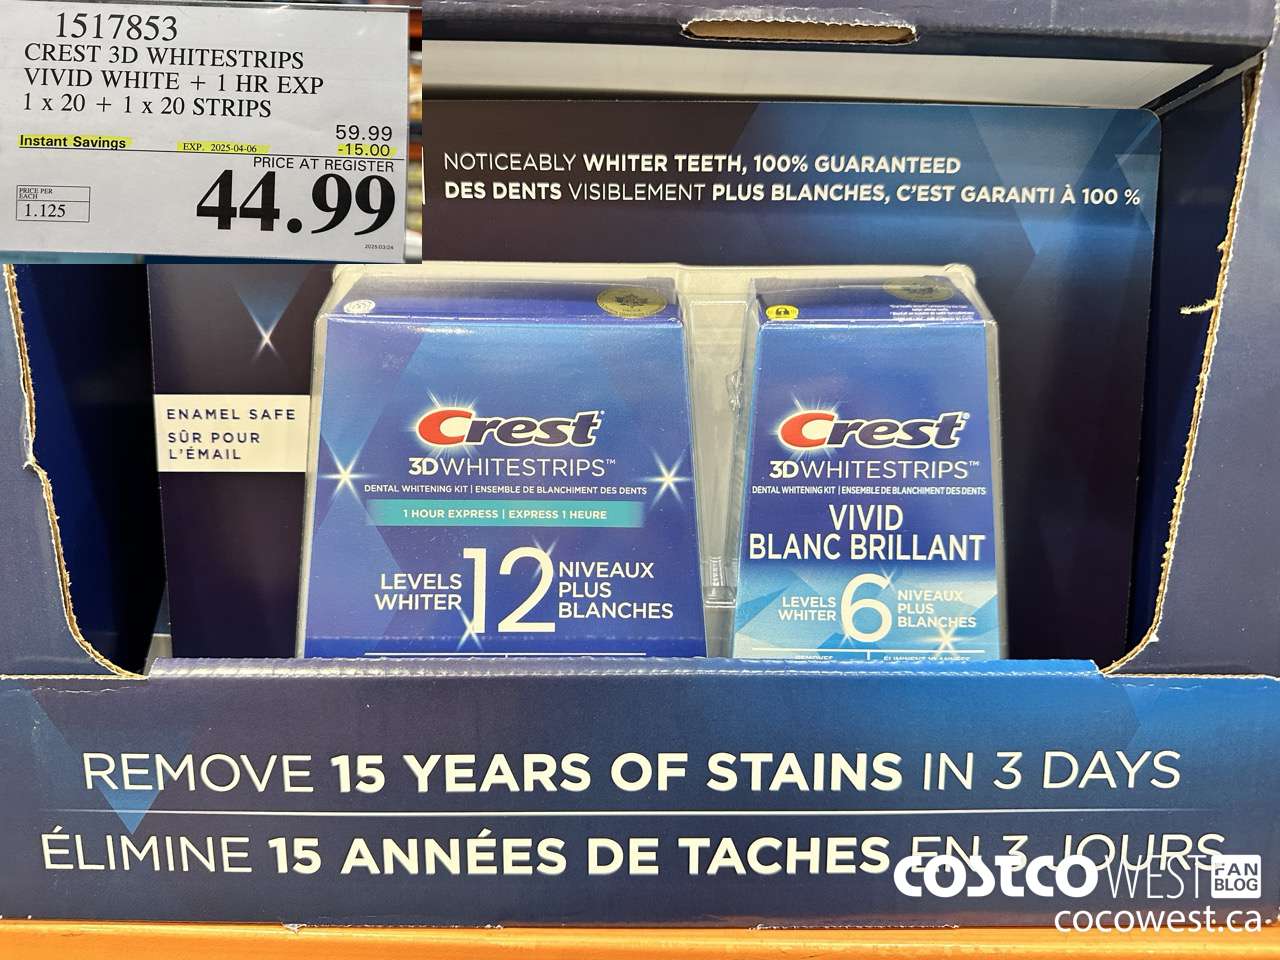 1517853
CREST 3D WHITESTRIPS
VIVID WHITE + 1 HR EXP
1 x 20 + 1 x 20 STRIPS
59.99
Instant Savings EXP. 2025-04-06 -15.00
PRICE AT REGISTER
44.99
PRICE PER
EACH
1.125
2025/03/24
NOTICEABLY WHITER TEETH, 100% GUARANTEED
DES DENTS VISIBLEMENT PLUS BLANCHES, C'EST GARANTI À 100 %
ENAMEL SAFE
SÛR POUR
L'ÉMAIL
Crest
3DWHITESTRIPS™
DENTAL WHITENING KIT | ENSEMBLE DE BLANCHIMENT DES DENTS
1 HOUR EXPRESS | EXPRESS 1 HEURE
LEVELS
WHITER
12
NIVEAUX
PLUS
BLANCHES
Crest
3DWHITESTRIPS™
DENTAL WHITENING KIT | ENSEMBLE DE BLANCHIMENT DES DENTS
VIVID
BLANC BRILLANT
LEVELS
WHITER
6
NIVEAUX
PLUS
BLANCHES
REMOVE 15 YEARS OF STAINS IN 3 DAYS
ÉLIMINE 15 ANNÉES DE TACHES EN 3 JOURS
COSTCO WEST FAN BLOG
cocowest.ca